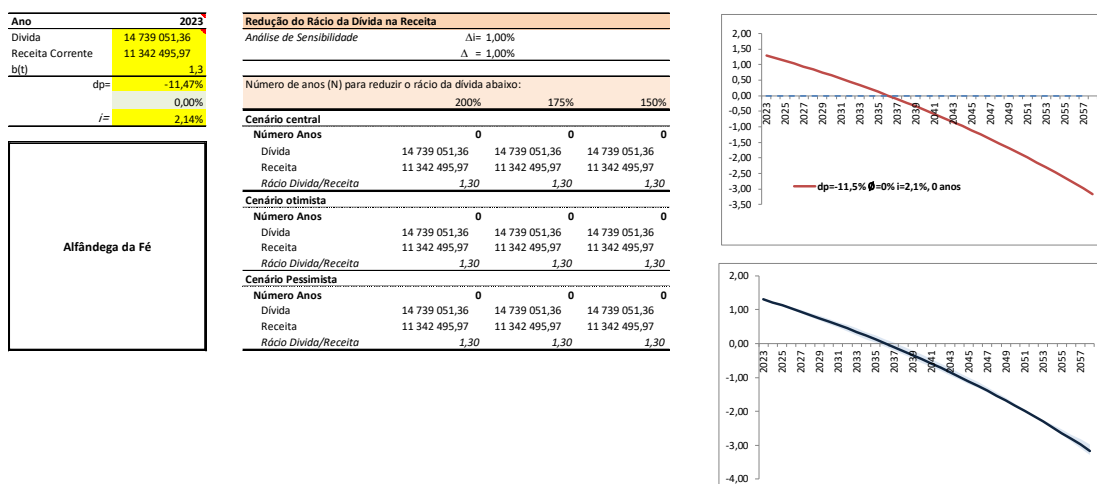 Ano 2023
Divida 14 739 051,36
Receita Corrente 11 342 495,97
b(t) 1,3
dp= -11,47%
0,00%
i= 2,14%
Alfândega da Fé
Redução do Rácio da Dívida na Receita
Análise de Sensibilidade Δi= 1,00%
Δ = 1,00%
Número de anos (N) para reduzir o rácio da dívida abaixo:
200% 175% 150%
Cenário central
Número Anos 0 0 0
Dívida 14 739 051,36 14 739 051,36 14 739 051,36
Receita 11 342 495,97 11 342 495,97 11 342 495,97
Rácio Divida/Receita 1,30 1,30 1,30
Cenário otimista
Número Anos 0 0 0
Dívida 14 739 051,36 14 739 051,36 14 739 051,36
Receita 11 342 495,97 11 342 495,97 11 342 495,97
Rácio Divida/Receita 1,30 1,30 1,30
Cenário Pessimista
Número Anos 0 0 0
Dívida 14 739 051,36 14 739 051,36 14 739 051,36
Receita 11 342 495,97 11 342 495,97 11 342 495,97
Rácio Divida/Receita 1,30 1,30 1,30
2,00
1,50
1,00
0,50
0,00
-0,50
-1,00
-1,50
-2,00
-2,50
-3,00
-3,50
2023 2025 2027 2029 2031 2033 2035 2037 2039 2041 2043 2045 2047 2049 2051 2053 2055 2057
dp=-11,5% Ø=0% i=2,1%, 0 anos
2,00
1,00
0,00
-1,00
-2,00
-3,00
-4,00
2023 2025 2027 2029 2031 2033 2035 2037 2039 2041 2043 2045 2047 2049 2051 2053 2055 2057